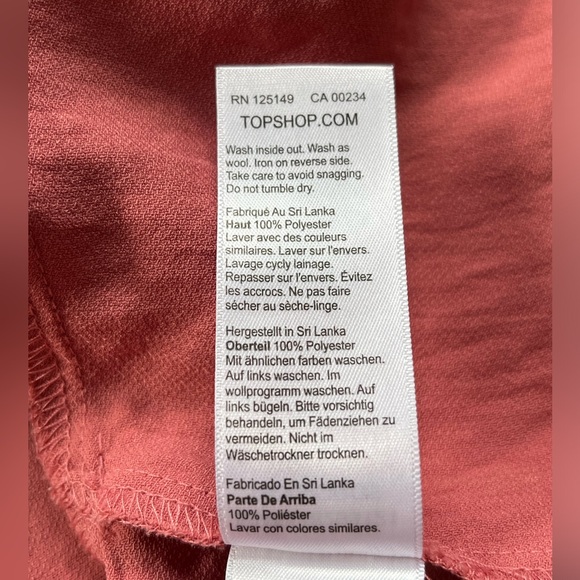 RN 125149 CA 00234
TOPSHOP.COM
Wash inside out. Wash as
wool. Iron on reverse side.
Take care to avoid snagging.
Do not tumble dry.
Fabriqué Au Sri Lanka
Haut 100% Polyester
Laver avec des couleurs
similaires. Laver sur l'envers.
Lavage cycly lainage.
Repasser sur l'envers. Évitez
les accrocs. Ne pas faire
sécher au sèche-linge.
Hergestellt in Sri Lanka
Oberteil 100% Polyester
Mit ähnlichen farben waschen.
Auf links waschen. Im
wollprogramm waschen. Auf
links bügeln. Bitte vorsichtig
behandeln, um Fädenziehen zu
vermeiden. Nicht im
Wäschetrockner trocknen.
Fabricado En Sri Lanka
Parte De Arriba
100% Poliéster
Lavar con colores similares.